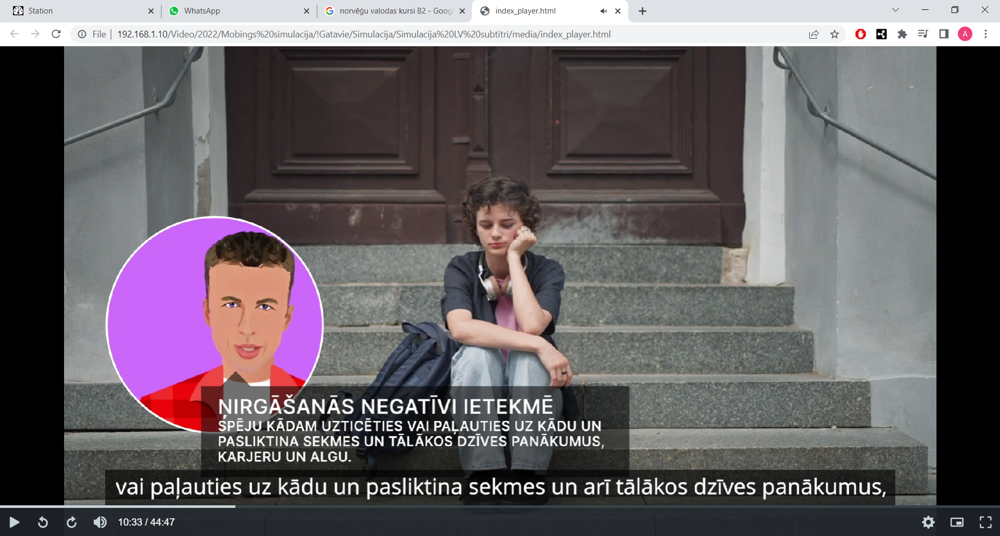 Station
WhatsApp
norvēģu valodas kursi B2 - Goog
index_player.html
File
192.168.1.10/Video/2022/Mobings%20simulacija/!Gatavie/Simulacija/Simulacija%20LV%20subtitri/media/index_player.html
A
ŅIRGĀŠANĀS NEGATĪVI IETEKMĒ
SPĒJU KĀDAM UZTICĒTIES VAI PAĻAUTIES UZ KĀDU UN
PASLIKTINA SEKMES UN TĀLĀKOS DZĪVES PANĀKUMUS,
KARJERU UN ALGU.
vai paļauties uz kādu un pasliktina sekmes un arī tālākos dzīves panākumus,
10:33 / 44:47